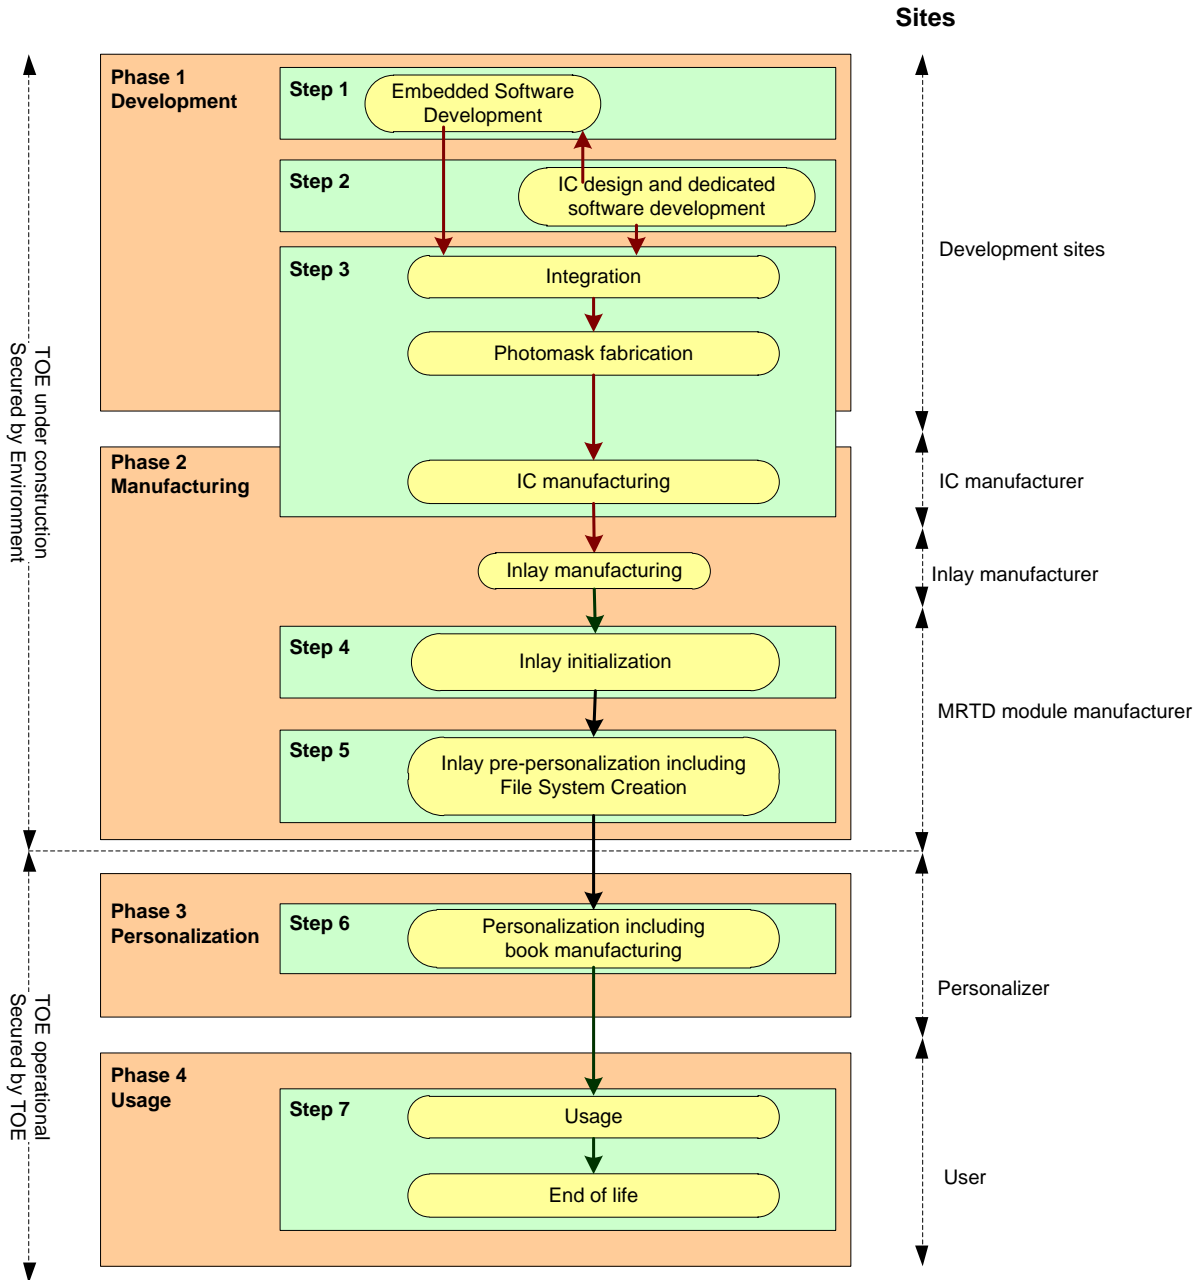 Sites
Phase 1
Development
Step 1
Embedded Software
Development
Step 2
IC design and dedicated
software development
Step 3
Integration
Photomask fabrication
Development sites
TOE under construction
Secured by Environment
Phase 2
Manufacturing
IC manufacturing
IC manufacturer
Inlay manufacturing
Inlay manufacturer
Step 4
Inlay initialization
MRTD module manufacturer
Step 5
Inlay pre-personalization including
File System Creation
Phase 3
Personalization
Step 6
Personalization including
book manufacturing
Personalizer
TOE operational
Secured by TOE
Phase 4
Usage
Step 7
Usage
End of life
User